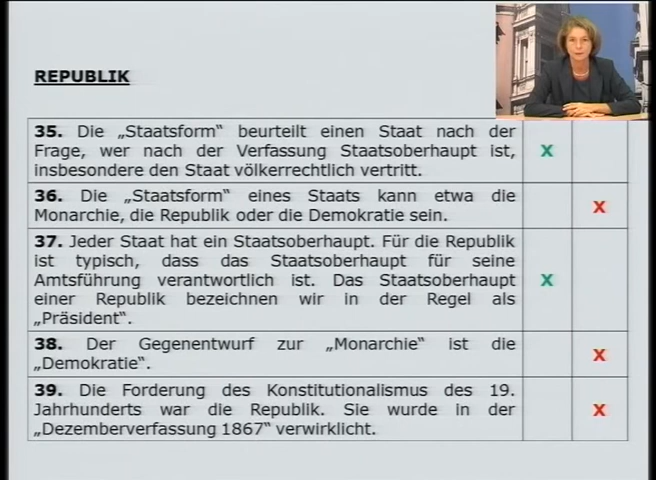 REPUBLIK
35. Die „Staatsform“ beurteilt einen Staat nach der
Frage, wer nach der Verfassung Staatsoberhaupt ist,
insbesondere den Staat völkerrechtlich vertritt.
X
36. Die „Staatsform“ eines Staats kann etwa die
Monarchie, die Republik oder die Demokratie sein.
X
37. Jeder Staat hat ein Staatsoberhaupt. Für die Republik
ist typisch, dass das Staatsoberhaupt für seine
Amtsführung verantwortlich ist. Das Staatsoberhaupt
einer Republik bezeichnen wir in der Regel als
„Präsident“.
X
38. Der Gegenentwurf zur „Monarchie“ ist die
„Demokratie“.
X
39. Die Forderung des Konstitutionalismus des 19.
Jahrhunderts war die Republik. Sie wurde in der
„Dezemberverfassung 1867“ verwirklicht.
X